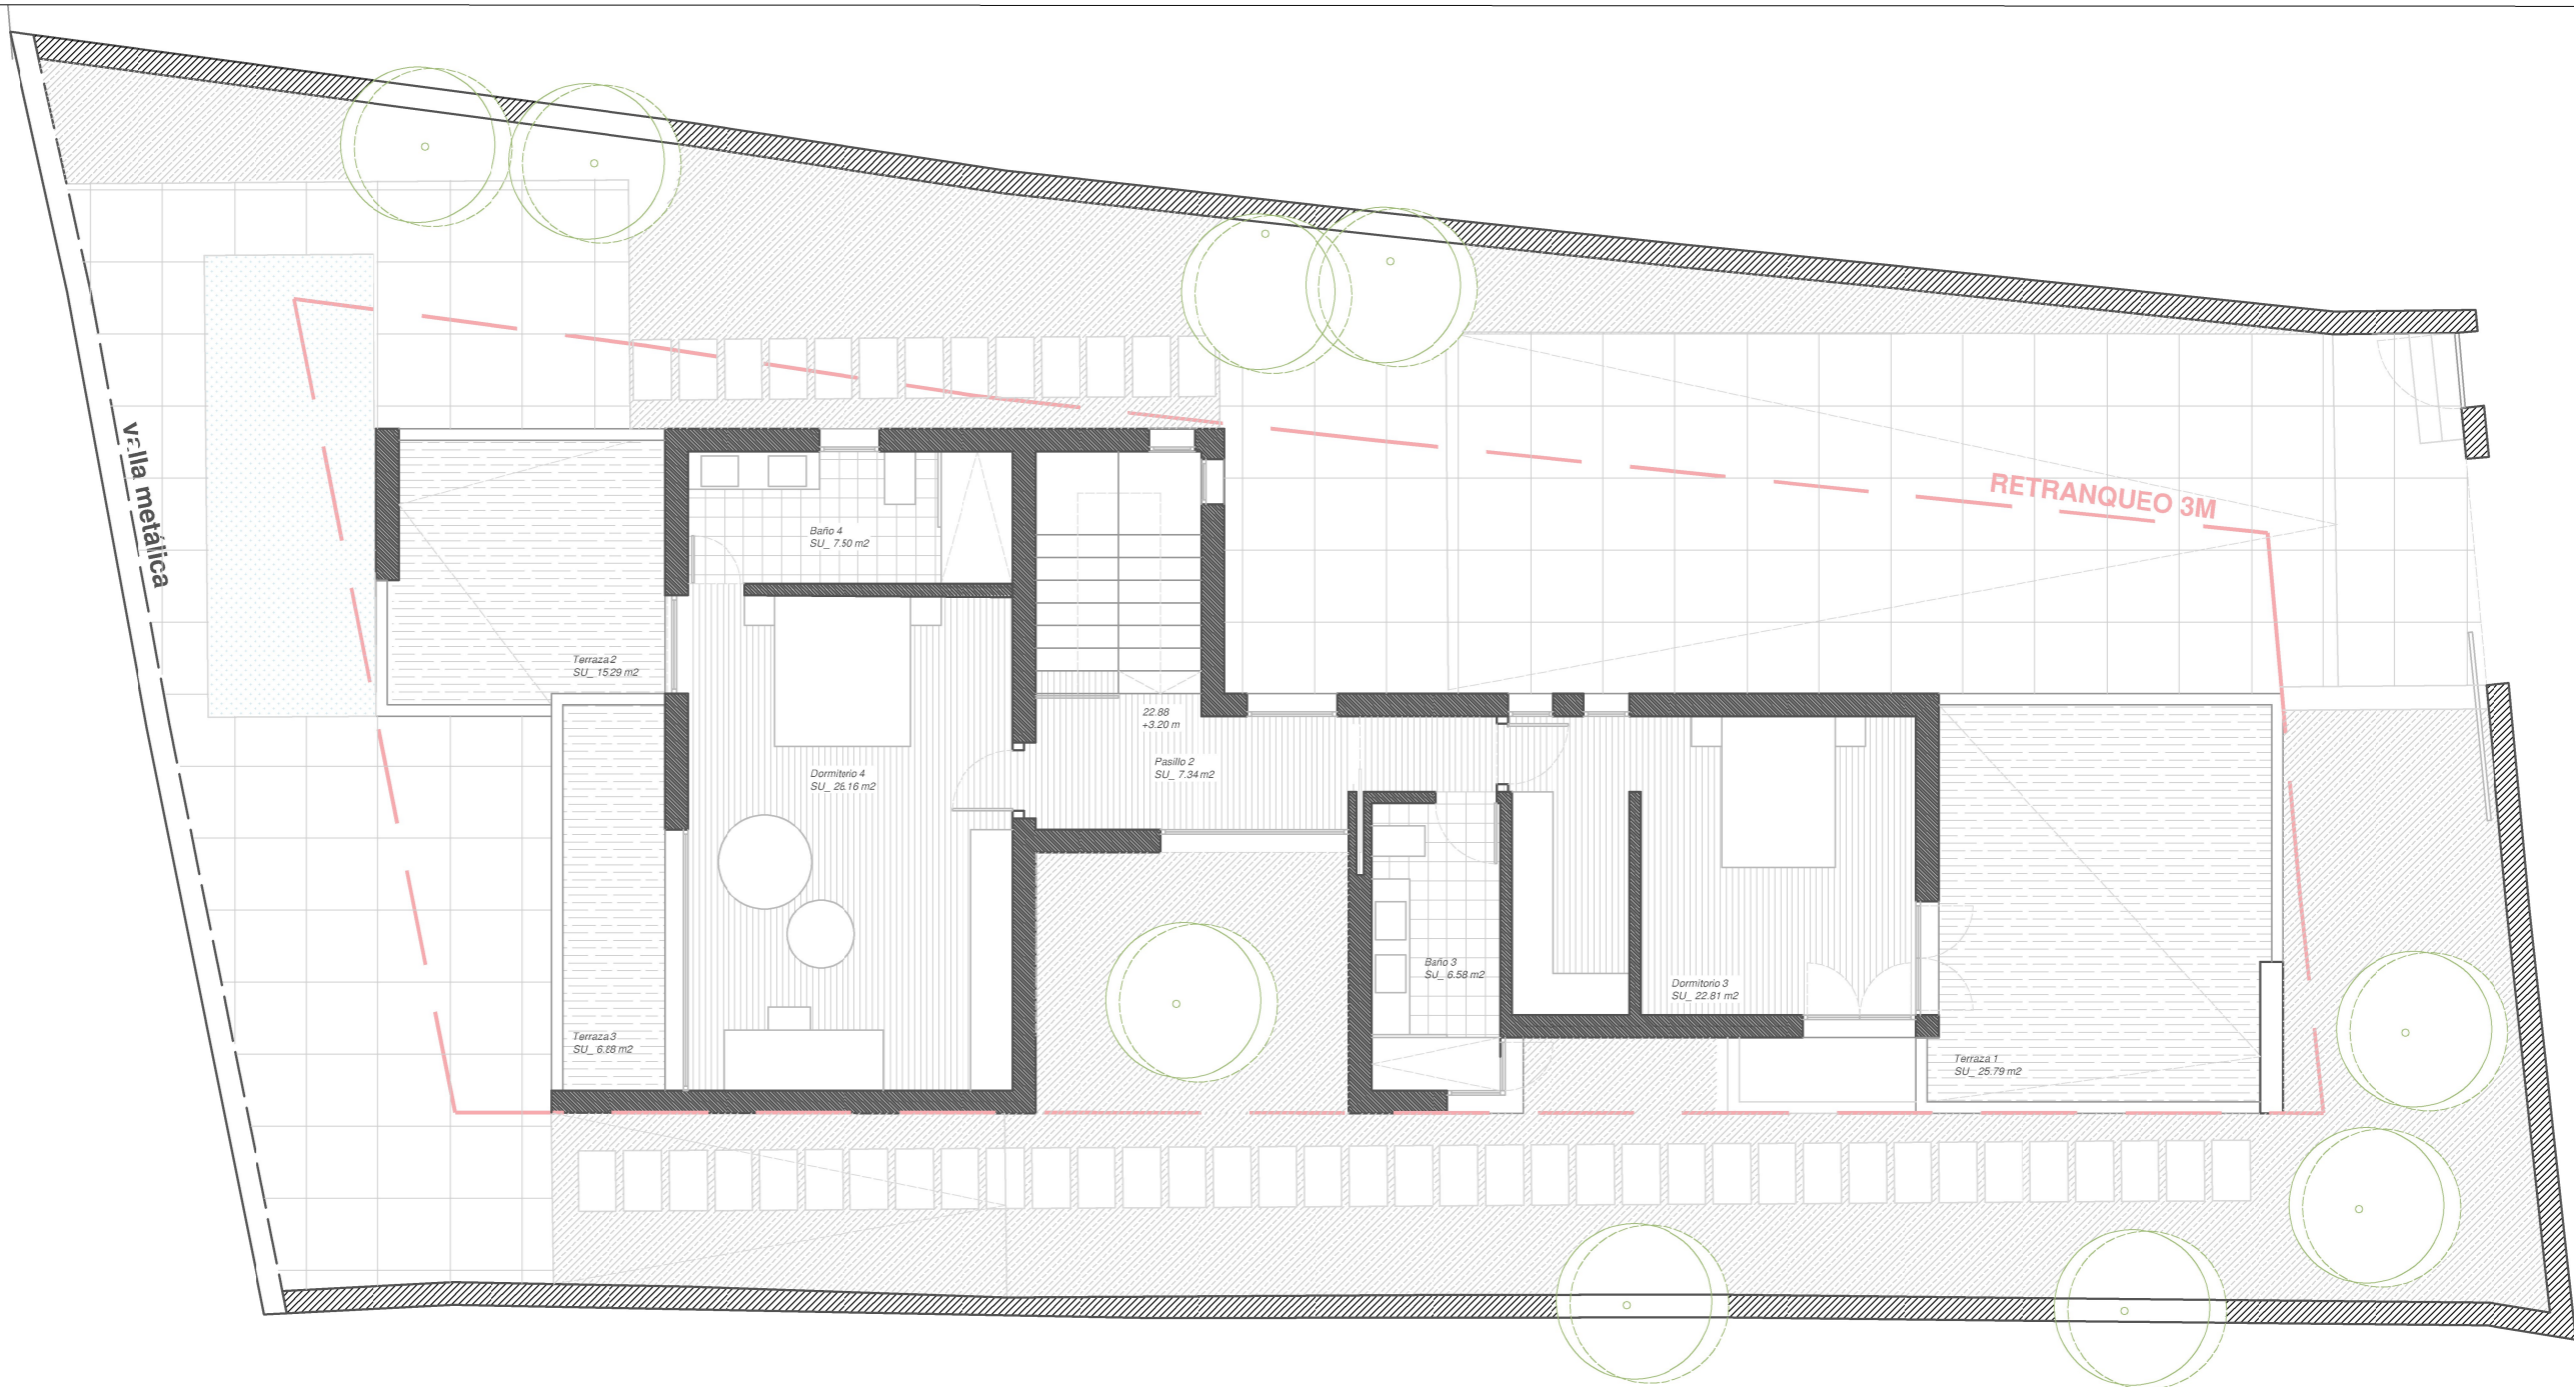 valla metálica
RETRANQUEO 3M
Baño 4
SU_ 7.50 m2
Terraza 2
SU_ 15.29 m2
22.88
+3.20 m
Pasillo 2
SU_ 7.34 m2
Dormitorio 4
SU_ 28.16 m2
Baño 3
SU_ 6.58 m2
Dormitorio 3
SU_ 22.81 m2
Terraza 3
SU_ 6.88 m2
Terraza 1
SU_ 25.79 m2